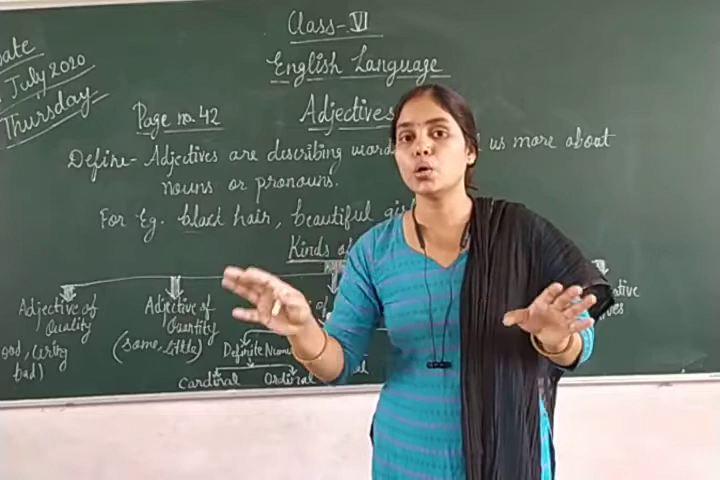 Date
July 2020
Thursday
Class-VI
English Language
Page no. 42
Adjectives
Define - Adjectives are describing us more about
nouns or pronouns.
For Eg. black hair, beautiful
Kinds of
Adjective of
Quality
Adjective of
Quantity
(some, little)
bad)
Definite
Cardinal
Ordinal